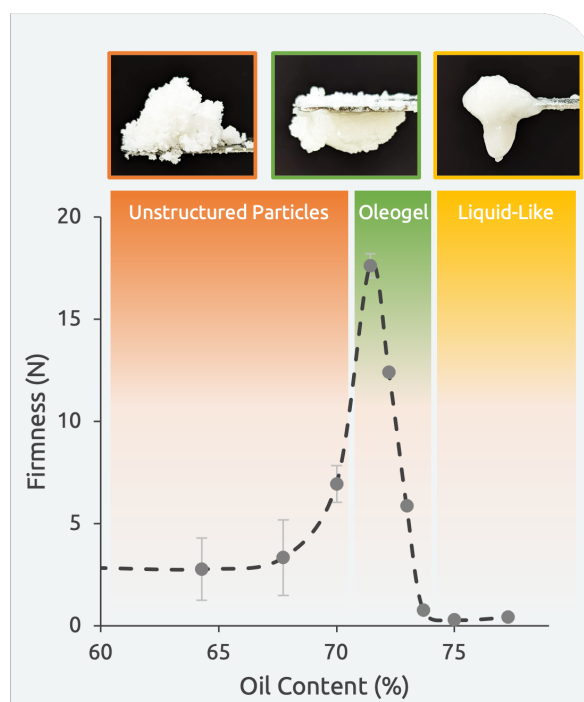 Unstructured Particles
Oleogel
Liquid-Like
20
15
10
5
0
Firmness (N)
60
65
70
75
Oil Content (%)